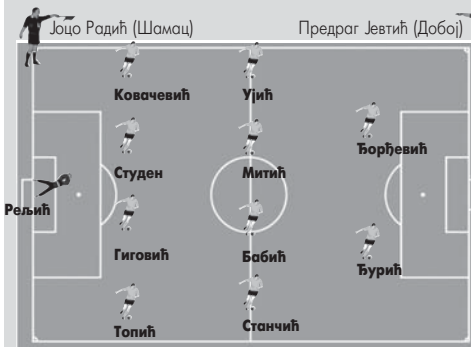 Јоцо Радић (Шамац) Предраг Јевтић (Добој)
Ковачевић Ујић
Ђорђевић
Студен Митић
Рељић
Гиговић Бабић Ђурић
Топић Станчић